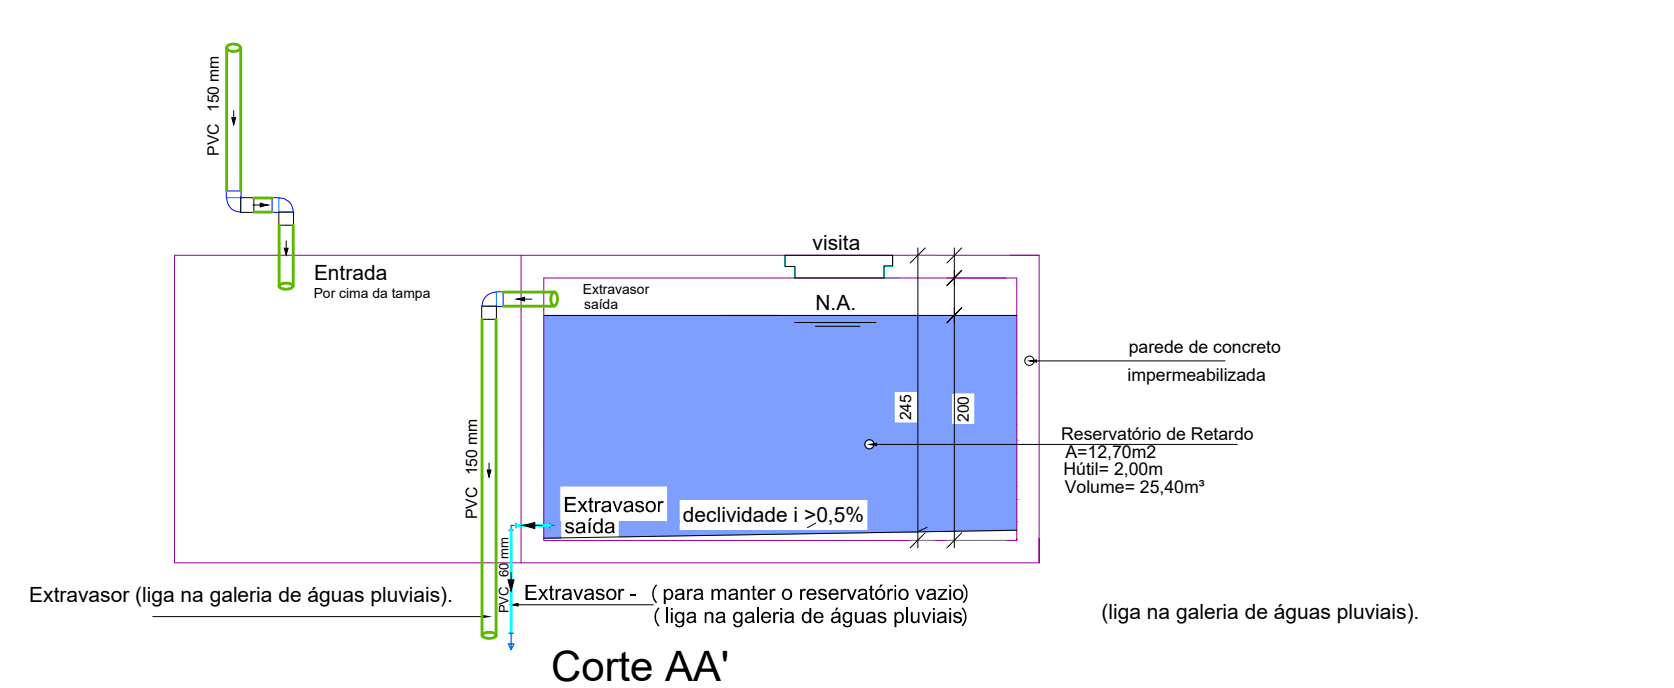 PVC 150 mm
Entrada
Por cima da tampa
visita
Extravasor
saída
N.A.
parede de concreto
impermeabilizada
245
200
Reservatório de Retardo
A=12,70m2
Hútil= 2,00m
Volume= 25,40m³
PVC 150 mm
Extravasor
saída
declividade i >0,5%
PVC 60 mm
Extravasor (liga na galeria de águas pluviais).
Extravasor - (para manter o reservatório vazio)
(liga na galeria de águas pluviais)
(liga na galeria de águas pluviais).
Corte AA'